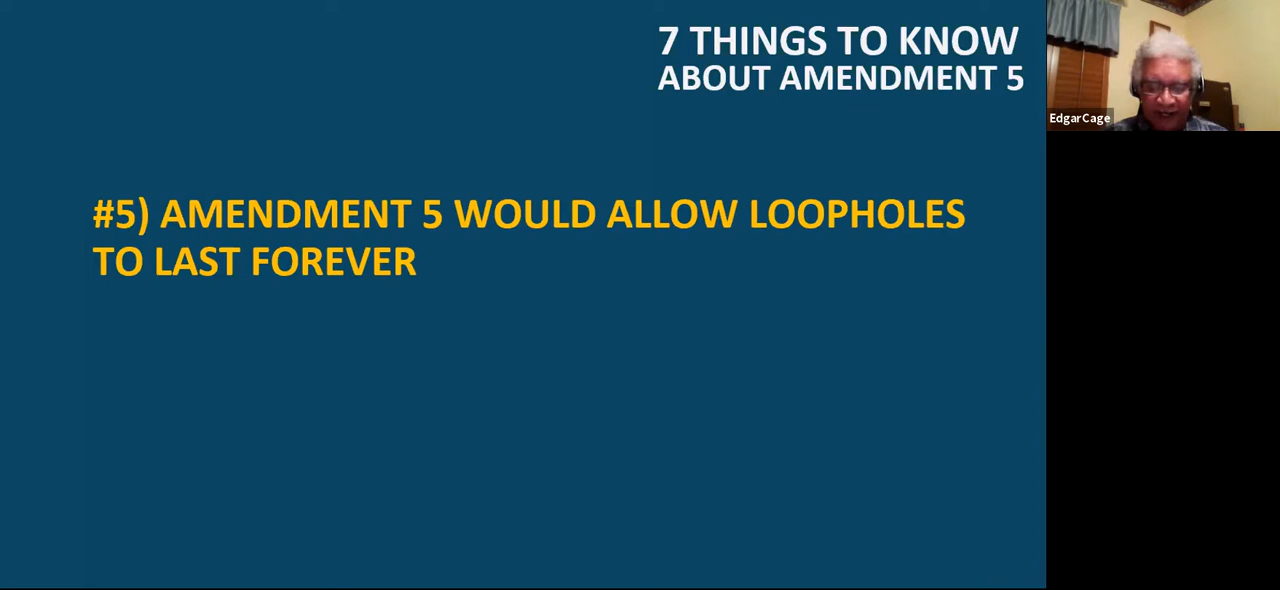 7 THINGS TO KNOW
ABOUT AMENDMENT 5
EdgarCage
#5) AMENDMENT 5 WOULD ALLOW LOOPHOLES
TO LAST FOREVER